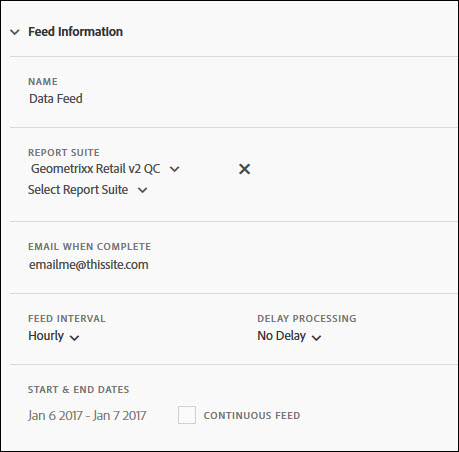 Feed Information
NAME
Data Feed
REPORT SUITE
Geometrixx Retail v2 QC
Select Report Suite
EMAIL WHEN COMPLETE
emailme@thissite.com
FEED INTERVAL DELAY PROCESSING
Hourly No Delay
START & END DATES
Jan 6 2017 - Jan 7 2017 CONTINUOUS FEED